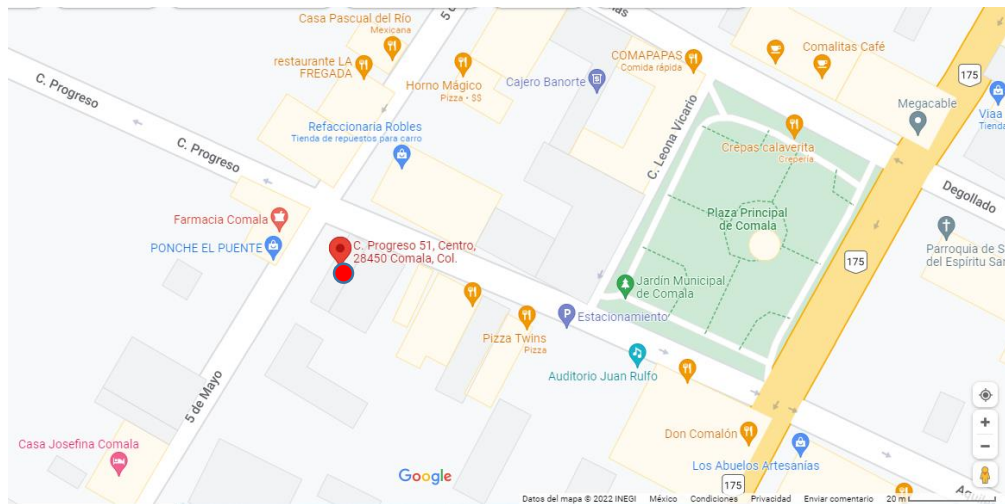 Casa Pascual del Río
Mexicana
restaurante LA
FREGADA
5 d
Horno Mágico
Pizza · $$
Cajero Banorte
COMAPAPAS
Comida rápida
Comalitas Café
175
Megacable
Viaa
Tienda
C. Progreso
C. Progreso
Refaccionaria Robles
Tienda de repuestos para carro
C. Leona Vicario
Crepas calaverita
Crepería
Degollado
Farmacia Comala
PONCHE EL PUENTE
C. Progreso 51, Centro,
28450 Comala, Col.
Plaza Principal
de Comala
175
Parroquia de S
del Espíritu San
Jardín Municipal
de Comala
P
Estacionamiento
Pizza Twins
Pizza
Auditorio Juan Rulfo
5 de Mayo
Casa Josefina Comala
Don Comalón
Los Abuelos Artesanías
175
Google
Datos del mapa © 2022 INEGI México Condiciones Privacidad Enviar comentario 20 m